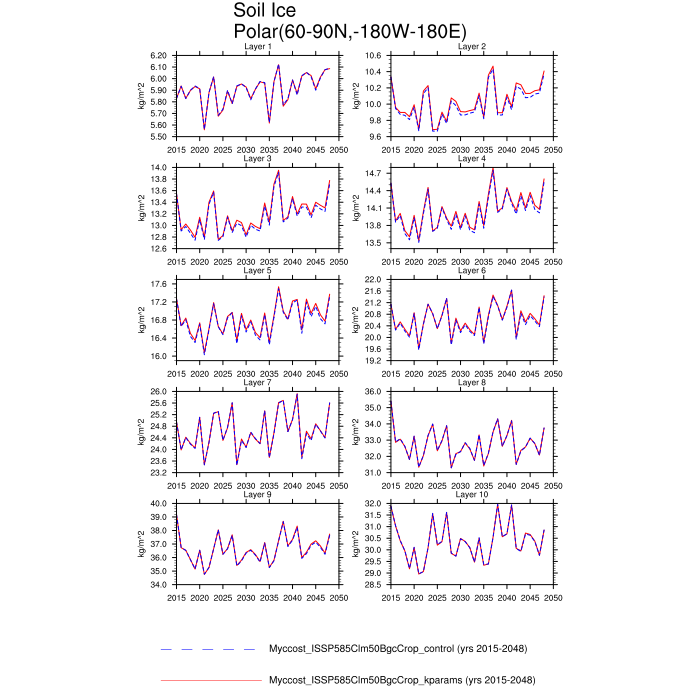 Soil Ice
Polar(60-90N,-180W-180E)
Layer 1
Layer 2
kg/m^2
6.20
6.10
6.00
5.90
5.80
5.70
5.60
5.50
2015 2020 2025 2030 2035 2040 2045 2050
kg/m^2
10.6
10.4
10.2
10.0
9.8
9.6
2015 2020 2025 2030 2035 2040 2045 2050
Layer 3
Layer 4
kg/m^2
14.0
13.8
13.6
13.4
13.2
13.0
12.8
12.6
2015 2020 2025 2030 2035 2040 2045 2050
kg/m^2
14.7
14.4
14.1
13.8
13.5
2015 2020 2025 2030 2035 2040 2045 2050
Layer 5
Layer 6
kg/m^2
17.6
17.2
16.8
16.4
16.0
2015 2020 2025 2030 2035 2040 2045 2050
kg/m^2
22.0
21.6
21.2
20.8
20.4
20.0
19.6
19.2
2015 2020 2025 2030 2035 2040 2045 2050
Layer 7
Layer 8
kg/m^2
26.0
25.6
25.2
24.8
24.4
24.0
23.6
23.2
2015 2020 2025 2030 2035 2040 2045 2050
kg/m^2
36.0
35.0
34.0
33.0
32.0
31.0
2015 2020 2025 2030 2035 2040 2045 2050
Layer 9
Layer 10
kg/m^2
40.0
39.0
38.0
37.0
36.0
35.0
34.0
2015 2020 2025 2030 2035 2040 2045 2050
kg/m^2
32.0
31.5
31.0
30.5
30.0
29.5
29.0
28.5
2015 2020 2025 2030 2035 2040 2045 2050
Myccost_ISSP585Clm50BgcCrop_control (yrs 2015-2048)
Myccost_ISSP585Clm50BgcCrop_kparams (yrs 2015-2048)